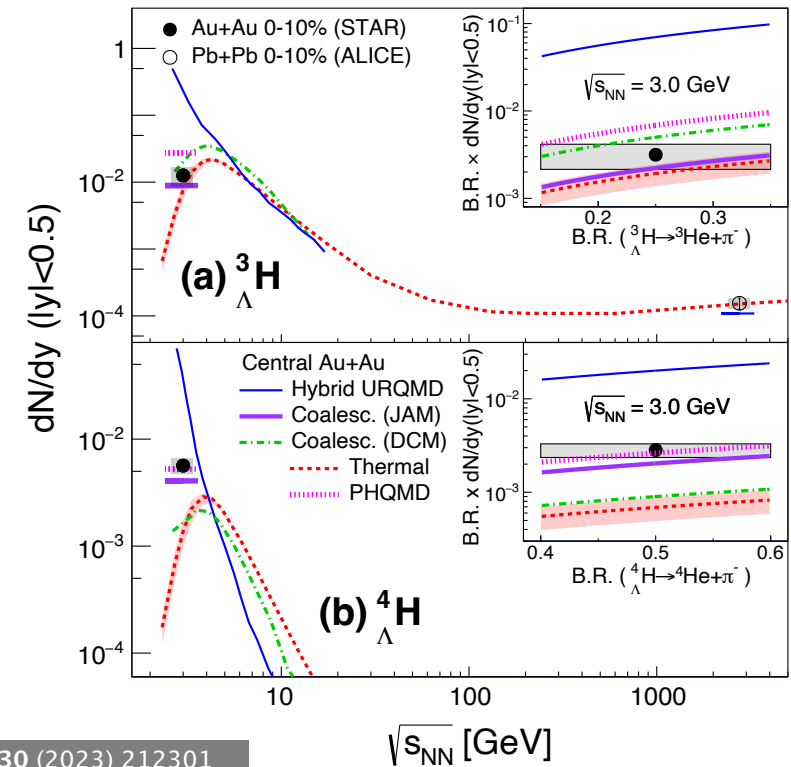 Au+Au 0-10% (STAR)
Pb+Pb 0-10% (ALICE)
1
10⁻²
10⁻⁴
dN/dy (|y|<0.5)
(a) ³ΛH
B.R. × dN/dy(|y|<0.5)
10⁻¹
10⁻²
10⁻³
√sNN = 3.0 GeV
0.2
0.3
B.R. (³ΛH→³He+π⁻)
Central Au+Au
Hybrid URQMD
Coalesc. (JAM)
Coalesc. (DCM)
Thermal
PHQMD
10⁻²
10⁻³
10⁻⁴
(b) ⁴ΛH
B.R. x dN/dy(|y|<0.5)
10⁻²
10⁻³
√sNN = 3.0 GeV
0.4
0.5
0.6
B.R. (⁴ΛH→⁴He+π⁻)
10
100
1000
√sNN [GeV]
30 (2023) 212301